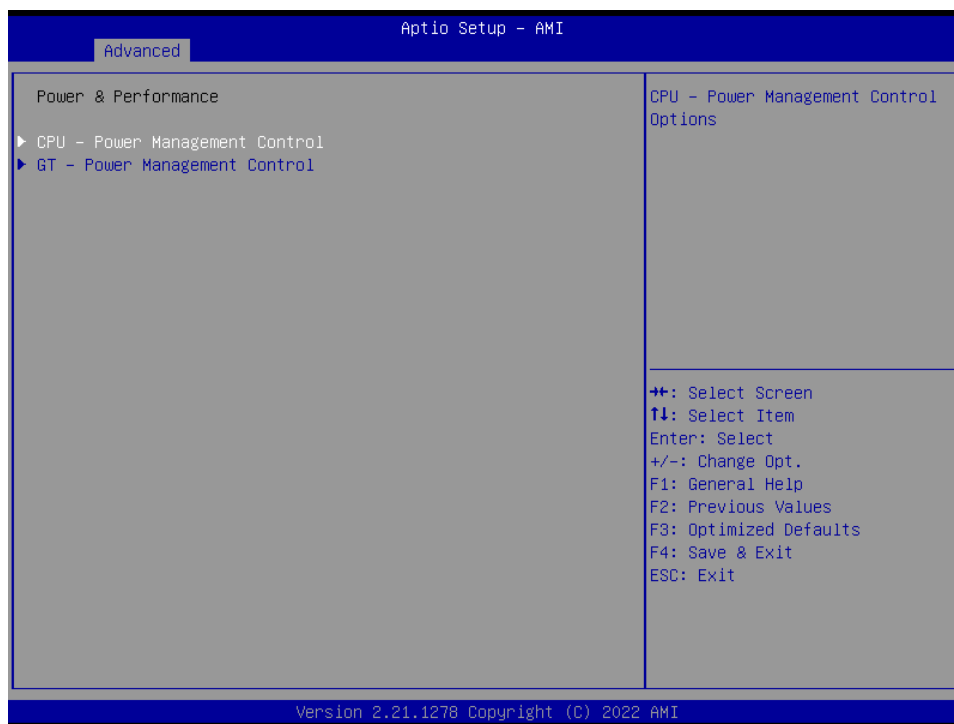 Aptio Setup – AMI
Advanced
Power & Performance
▶ CPU – Power Management Control
▶ GT – Power Management Control
CPU – Power Management Control
Options
→←: Select Screen
↑↓: Select Item
Enter: Select
+/-: Change Opt.
F1: General Help
F2: Previous Values
F3: Optimized Defaults
F4: Save & Exit
ESC: Exit
Version 2.21.1278 Copyright (C) 2022 AMI